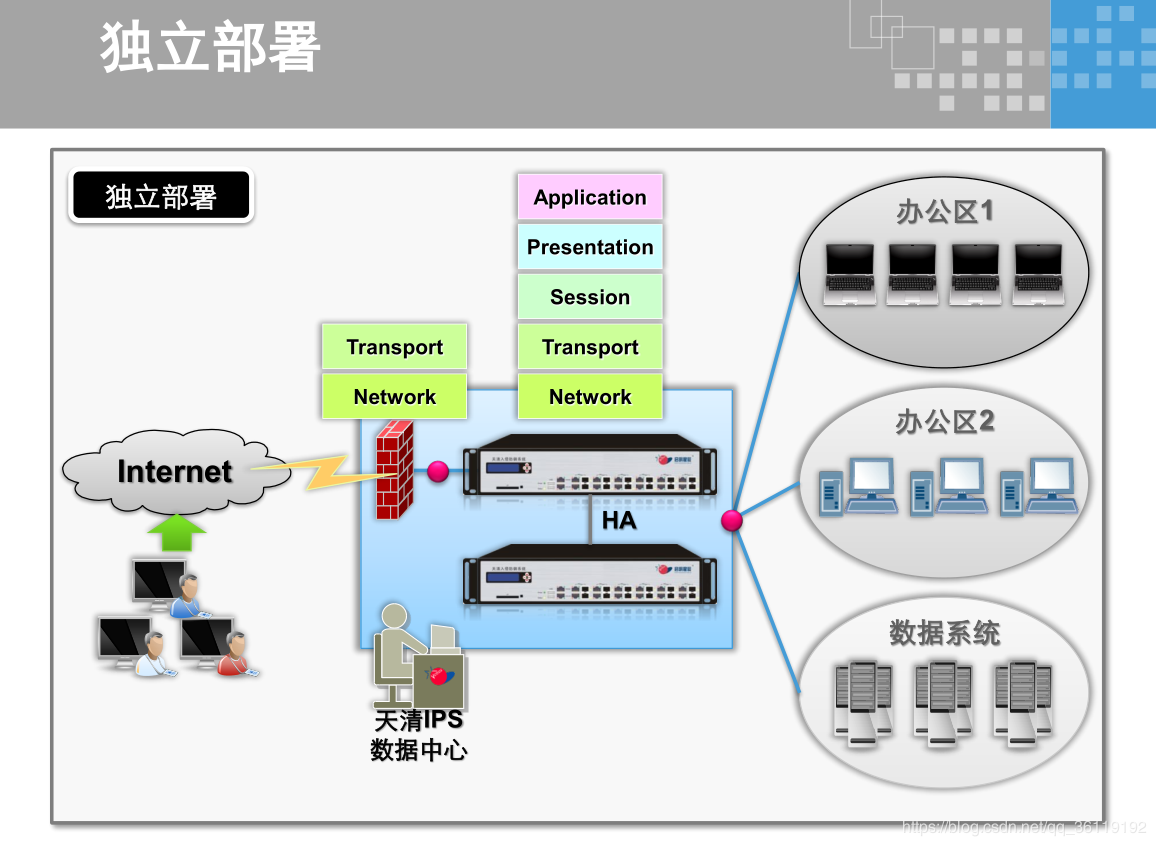 独立部署
独立部署
Application
Presentation
Session
Transport
Network
Transport
Network
Internet
HA
天清IPS
数据中心
办公区1
办公区2
数据系统
https://blog.csdn.net/qq_36119192